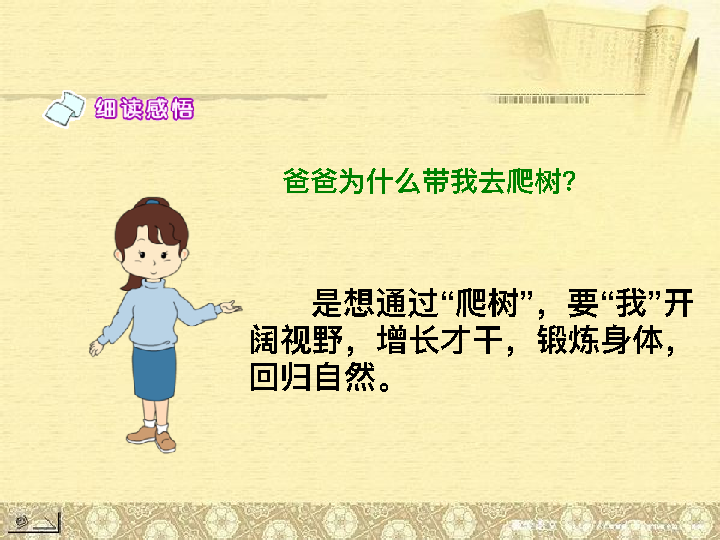 细读感悟
爸爸为什么带我去爬树?
是想通过“爬树”，要“我”开
阔视野，增长才干，锻炼身体，
回归自然。